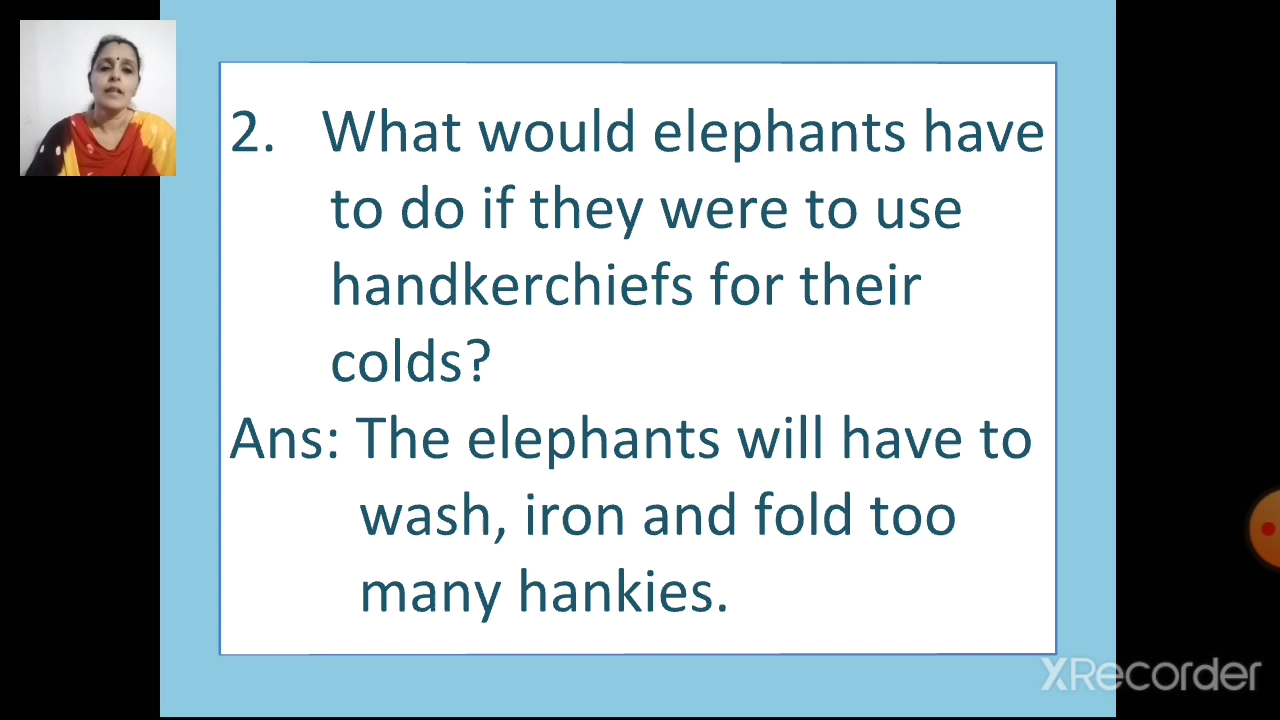 2. What would elephants have
to do if they were to use
handkerchiefs for their
colds?
Ans: The elephants will have to
wash, iron and fold too
many hankies.
XRecorder